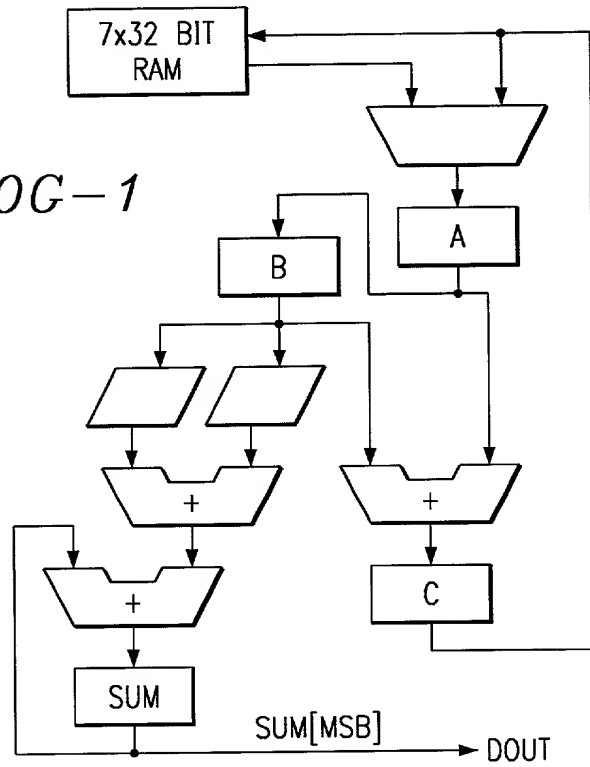 7x32 BIT
RAM
OG-1
A
B
+
+
C
+
SUM
SUM[MSB]
DOUT